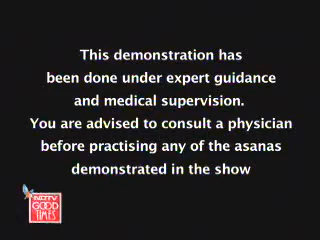 This demonstration has
been done under expert guidance
and medical supervision.
You are advised to consult a physician
before practising any of the asanas
demonstrated in the show
NDTV
GOOD
TIMES